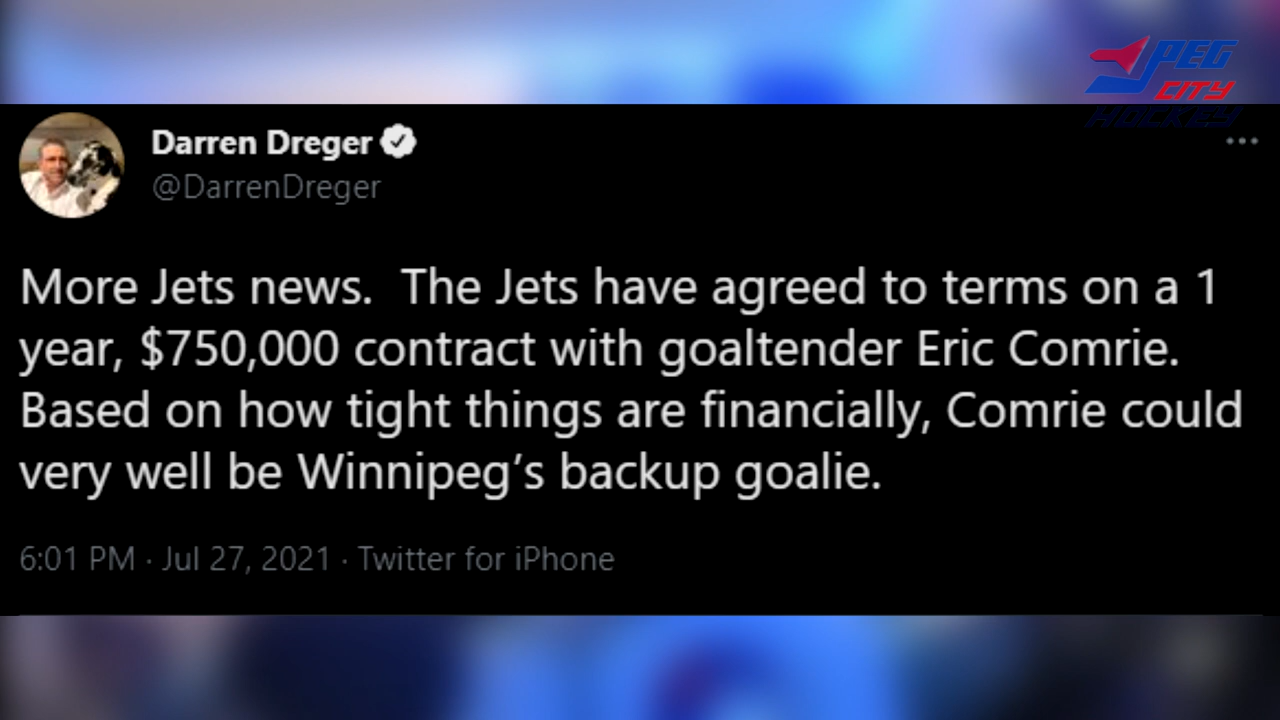 PEG
CITY
HOCKEY
Darren Dreger
@DarrenDreger
More Jets news.  The Jets have agreed to terms on a 1
year, $750,000 contract with goaltender Eric Comrie.
Based on how tight things are financially, Comrie could
very well be Winnipeg’s backup goalie.
6:01 PM · Jul 27, 2021 · Twitter for iPhone